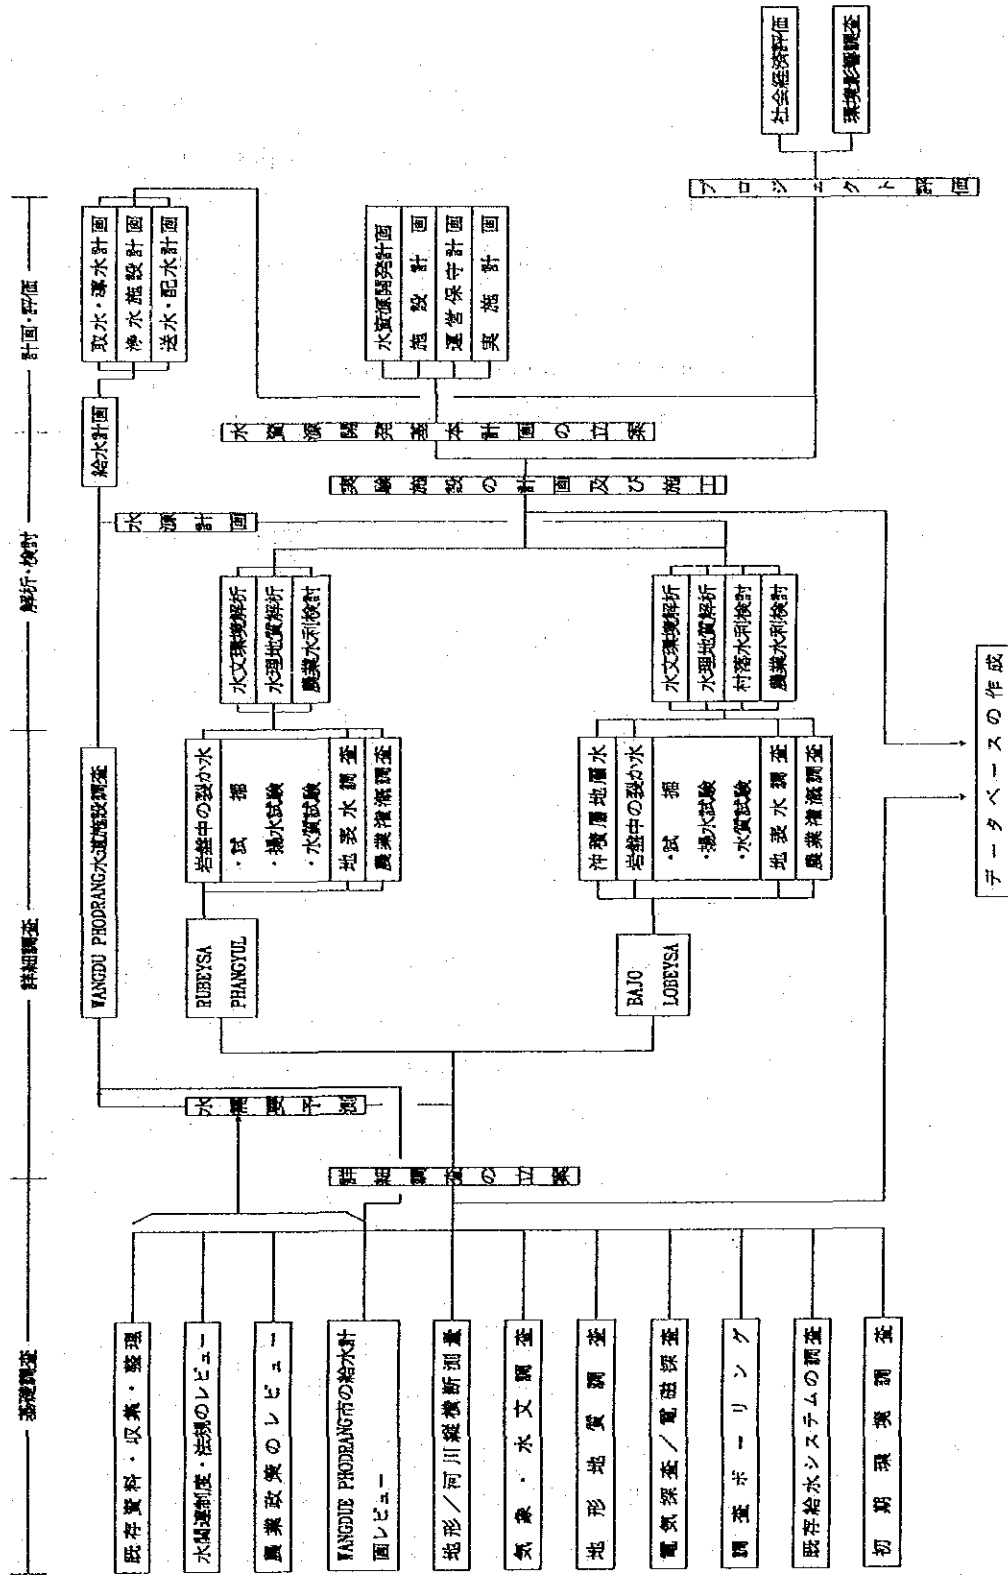 基礎調査
詳細調査
解析・検討
計画・評価
既存資料・収集・整理
水関連制度・法規のレビュー
農業政策のレビュー
WANGDUE PHODRANG市の給水計
画レビュー
地形／河川縦横断測量
気象・水文調査
地形地質調査
電気探査／電磁探査
調査ボーリング
既存給水システムの調査
初期環境調査
詳細調査の立案
水需要予測
WANGDU PHODRANG水道施設調査
RUBEYSA
PHANGYUL
BAJO
LOBEYSA
岩盤中の裂か水
・試掘
・揚水試験
・水質試験
地表水調査
農業灌漑調査
沖積層地層水
岩盤中の裂か水
・試掘
・揚水試験
・水質試験
地表水調査
農業灌漑調査
水文環境解析
水理地質解析
農業水利検討
水文環境解析
水理地質解析
村落水利検討
農業水利検討
水源計画
実験施設の計画及び施工
給水計画
水資源開発基本計画の立案
取水・導水計画
浄水施設計画
送水・配水計画
水資源開発計画
施設計画
運営保守計画
実施計画
プロジェクト評価
社会経済評価
環境影響調査
データベースの作成